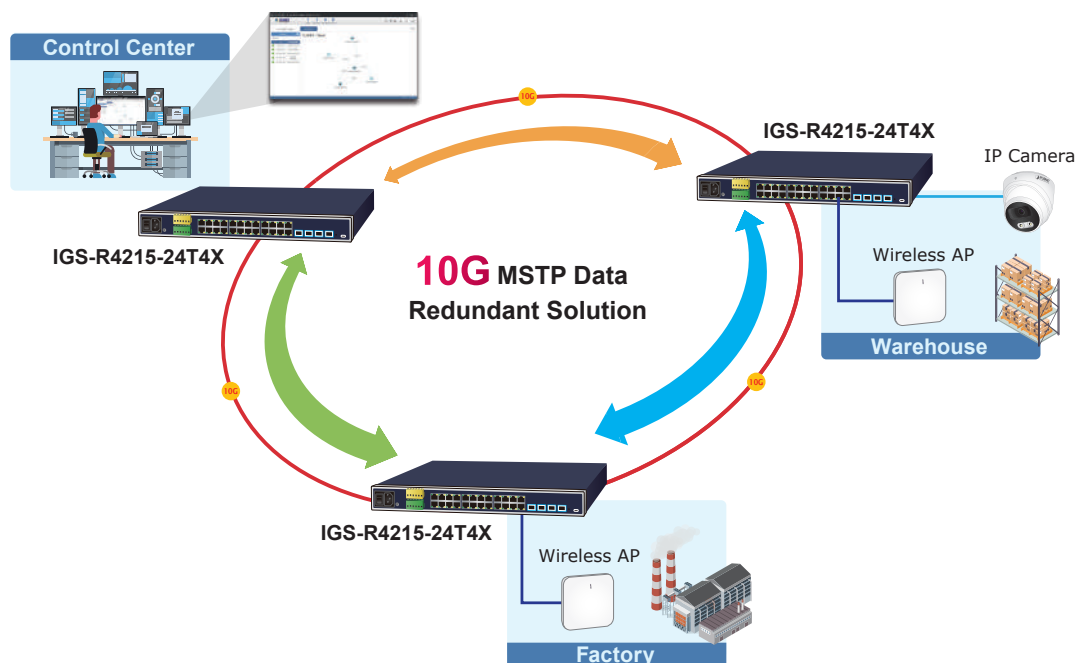 Control Center
10G
IGS-R4215-24T4X
IP Camera
IGS-R4215-24T4X
Wireless AP
10G MSTP Data
Redundant Solution
Warehouse
10G
10G
IGS-R4215-24T4X
Wireless AP
Factory